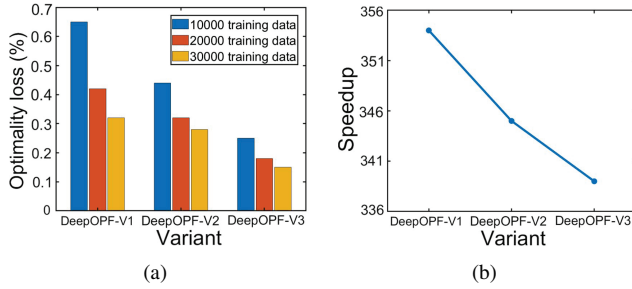 0.7
0.6
0.5
0.4
0.3
0.2
0.1
0
Optimality loss (%)
10000 training data
20000 training data
30000 training data
DeepOPF-V1 DeepOPF-V2 DeepOPF-V3
Variant
(a)
356
351
346
341
336
Speedup
DeepOPF-V1 DeepOPF-V2 DeepOPF-V3
Variant
(b)